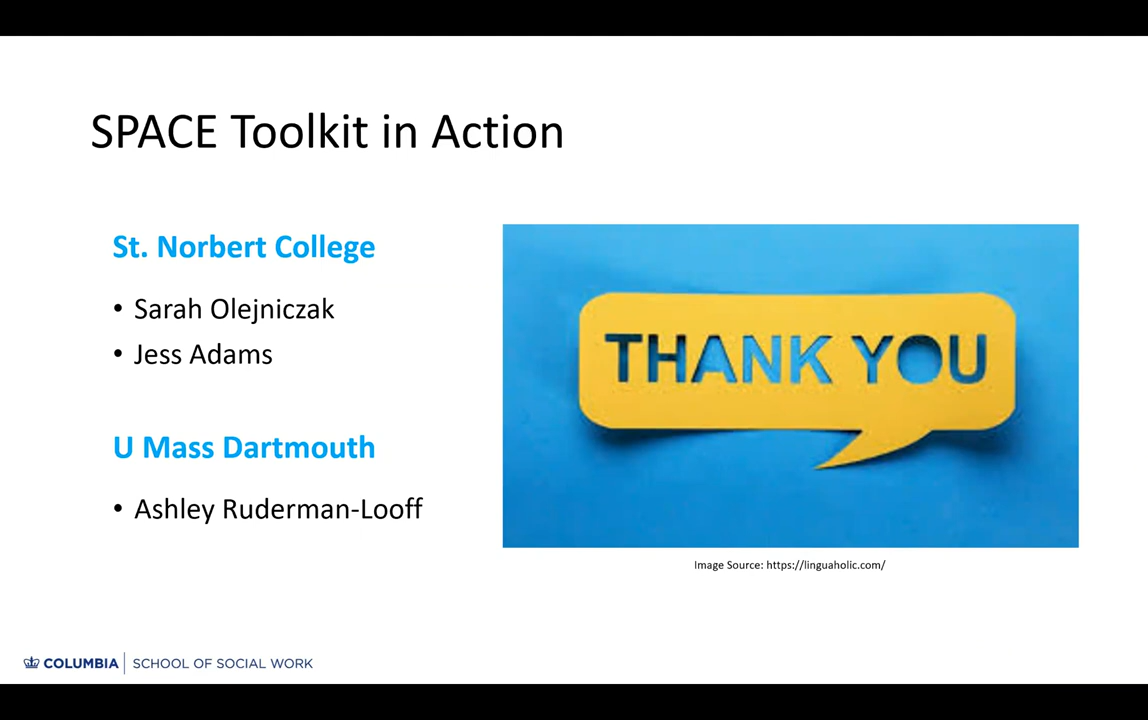 SPACE Toolkit in Action
St. Norbert College
• Sarah Olejniczak
• Jess Adams
U Mass Dartmouth
• Ashley Ruderman-Looff
THANK YOU
Image Source: https://linguaholic.com/
COLUMBIA | SCHOOL OF SOCIAL WORK